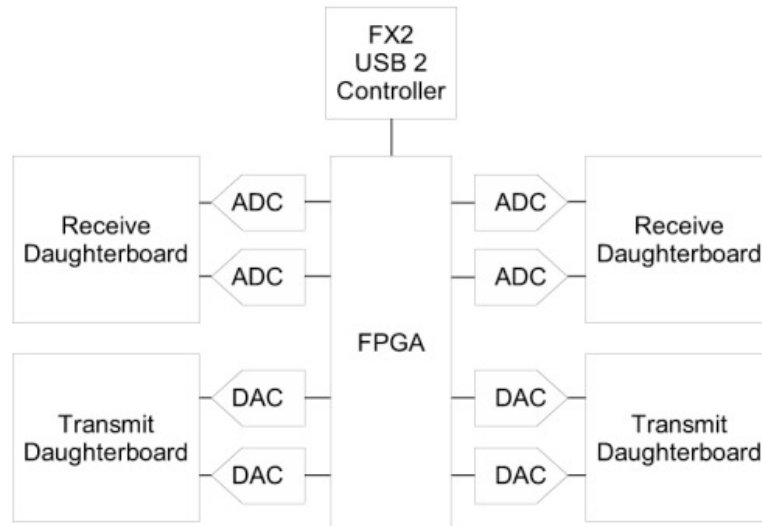 FX2
USB 2
Controller
Receive
Daughterboard
ADC
ADC
ADC
ADC
Receive
Daughterboard
FPGA
Transmit
Daughterboard
DAC
DAC
DAC
DAC
Transmit
Daughterboard